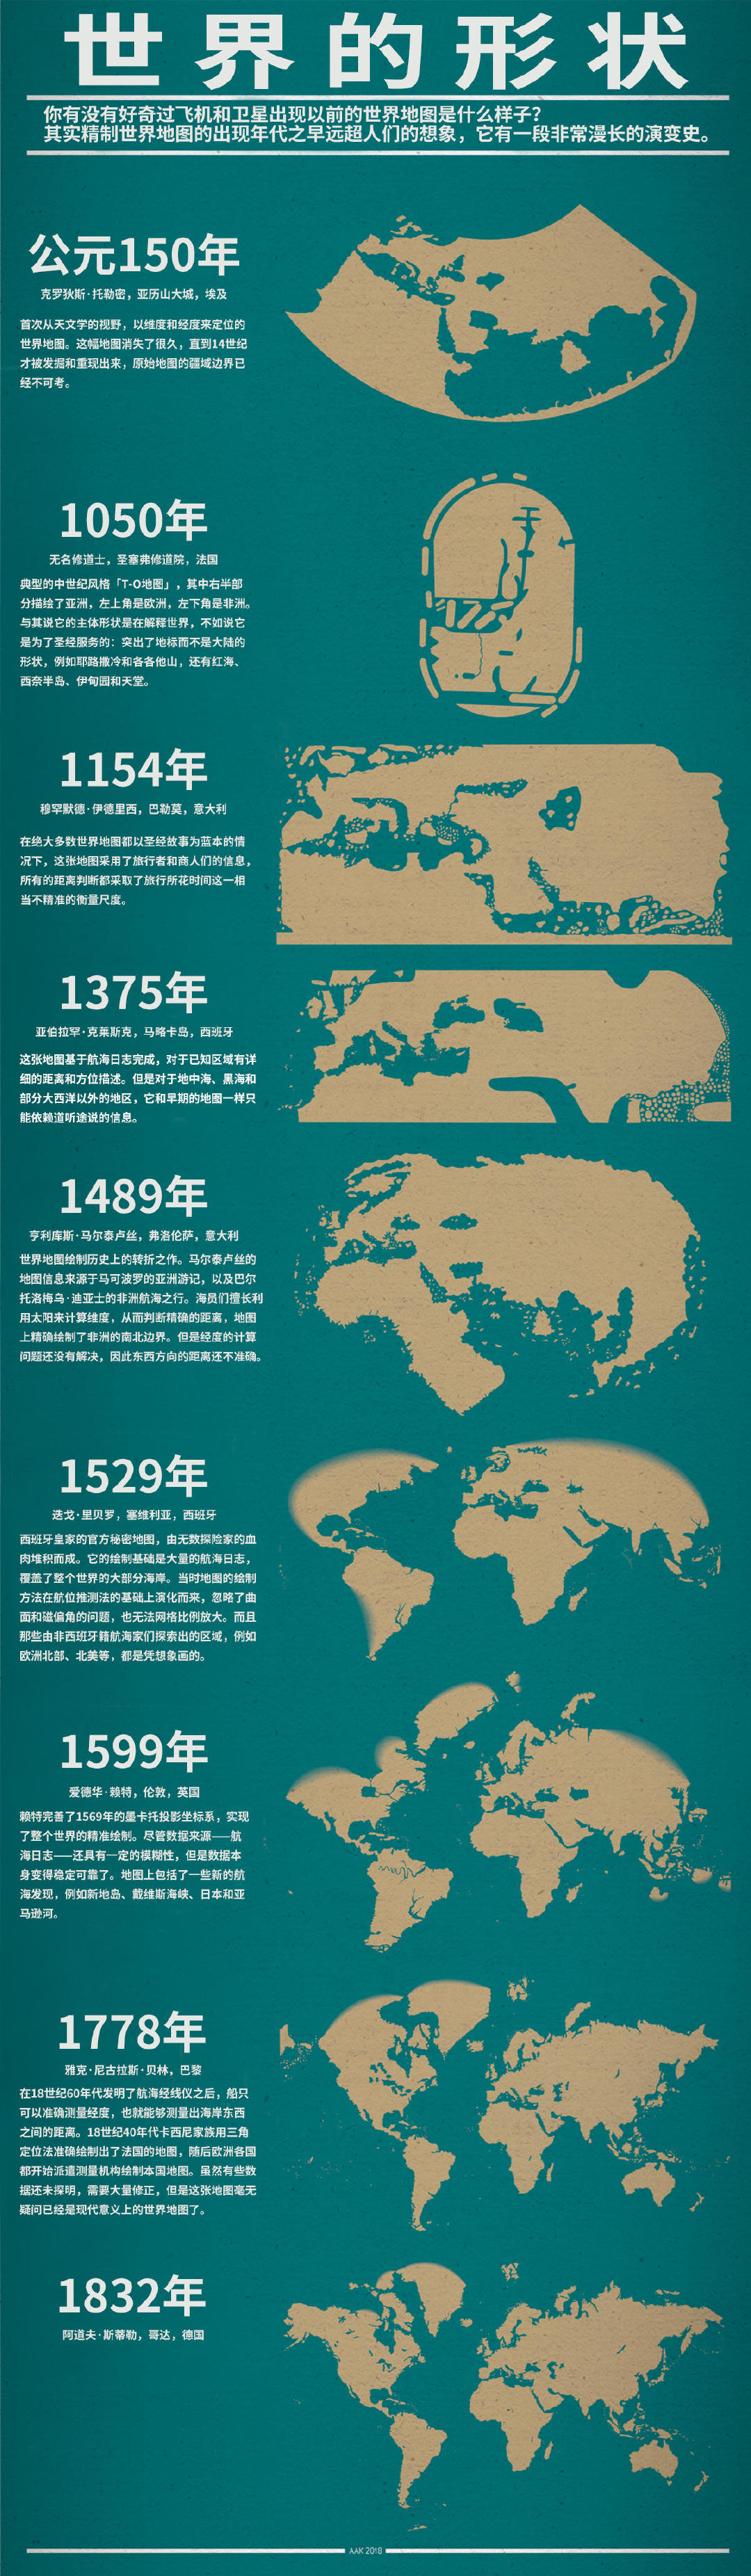 世界的形状
你有没有好奇过飞机和卫星出现以前的世界地图是什么样子?
其实精制世界地图的出现年代之早远超人们的想象，它有一段非常漫长的演变史。
公元150年
克罗狄斯·托勒密，亚历山大城，埃及
首次从天文学的视野，以维度和经度来定位的
世界地图。这幅地图消失了很久，直到14世纪
才被发掘和重现出来，原始地图的疆域边界已
经不可考。
1050年
无名修道士，圣塞弗修道院，法国
典型的中世纪风格「T-O地图」，其中右半部
分描绘了亚洲，左上角是欧洲，左下角是非洲。
与其说它的主体形状是在解释世界，不如说它
是为了圣经服务的：突出了地标而不是大陆的
形状，例如耶路撒冷和各各他山，还有红海、
西奈半岛、伊甸园和天堂。
1154年
穆罕默德·伊德里西，巴勒莫，意大利
在绝大多数世界地图都以圣经故事为蓝本的情
况下，这张地图采用了旅行者和商人们的信息，
所有的距离判断都采取了旅行所花时间这一相
当不精准的衡量尺度。
1375年
亚伯拉罕·克莱斯克，马略卡岛，西班牙
这张地图基于航海日志完成，对于已知区域有详
细的距离和方位描述。但是对于地中海、黑海和
部分大西洋以外的地区，它和早期的地图一样只
能依赖道听途说的信息。
1489年
亨利库斯·马尔泰卢丝，弗洛伦萨，意大利
世界地图绘制历史上的转折之作。马尔泰卢丝的
地图信息来源于马可波罗的亚洲游记，以及巴尔
托洛梅乌·迪亚士的非洲航海之行。海员们擅长利
用太阳来计算维度，从而判断精确的距离，地图
上精确绘制了非洲的南北边界。但是经度的计算
问题还没有解决，因此东西方向的距离还不准确。
1529年
迭戈·里贝罗，塞维利亚，西班牙
西班牙皇家的官方秘密地图，由无数探险家的血
肉堆积而成。它的绘制基础是大量的航海日志，
覆盖了整个世界的大部分海岸。当时地图的绘制
方法在航位推测法的基础上演化而来，忽略了曲
面和磁偏角的问题，也无法网格比例放大。而且
那些由非西班牙籍航海家们探索出的区域，例如
欧洲北部、北美等，都是凭想象画的。
1599年
爱德华·赖特，伦敦，英国
赖特完善了1569年的墨卡托投影坐标系，实现
了整个世界的精准绘制。尽管数据来源——航
海日志——还具有一定的模糊性，但是数据本
身变得稳定可靠了。地图上包括了一些新的航
海发现，例如新地岛、戴维斯海峡、日本和亚
马逊河。
1778年
雅克·尼古拉斯·贝林，巴黎
在18世纪60年代发明了航海经线仪之后，船只
可以准确测量经度，也就能够测量出海岸东西
之间的距离。18世纪40年代卡西尼家族用三角
定位法准确绘制出了法国的地图，随后欧洲各国
都开始派遣测量机构绘制本国地图。虽然有些数
据还未探明，需要大量修正，但是这张地图毫无
疑问已经是现代意义上的世界地图了。
1832年
阿道夫·斯蒂勒，哥达，德国
AAK 2018